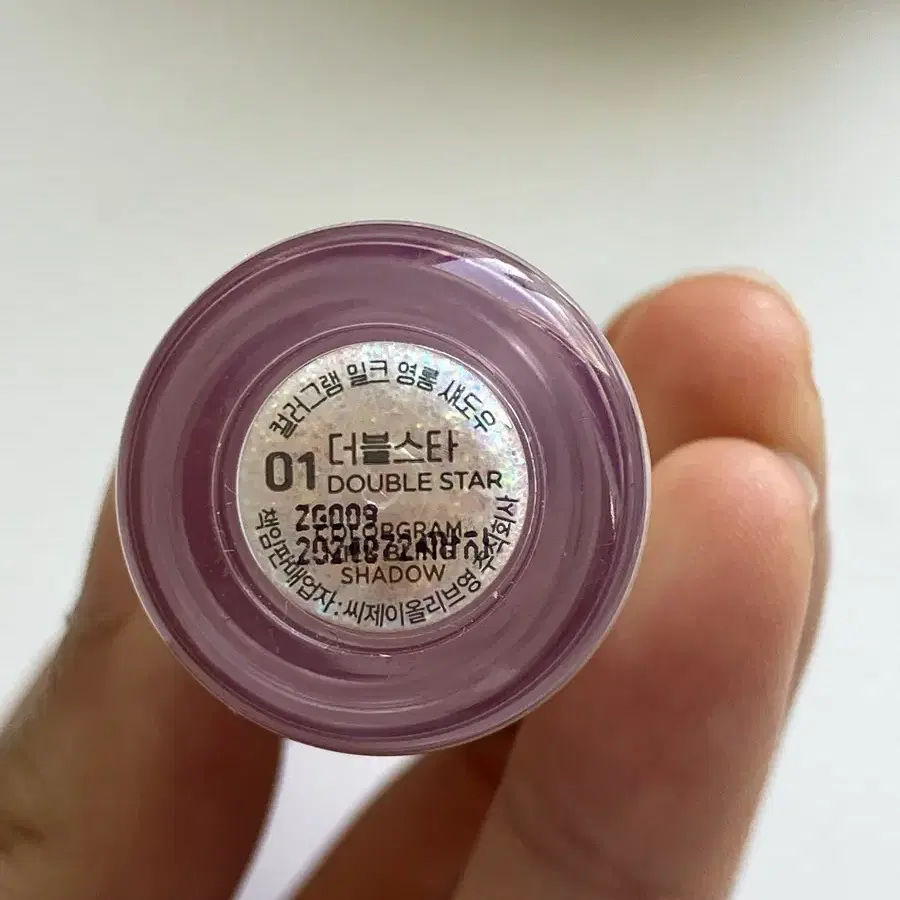 컬러그램 밀크 영롱 섀도우
01 더블스타
DOUBLE STAR
ZG009
COLORGRAM
SHADOW
책임판매업자 : 씨제이올리브영 주식회사